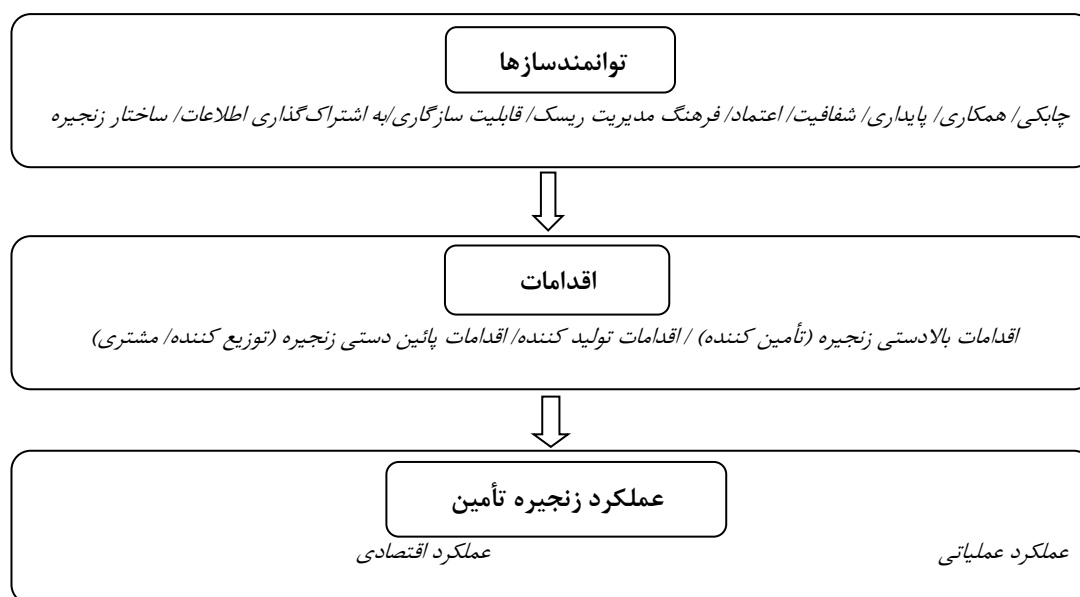 توانمندسازها
چابکی/ همکاری/ پایداری/ شفافیت/ اعتماد/ فرهنگ مدیریت ریسک/ قابلیت سازگاری/به اشتراک‌گذاری اطلاعات/ ساختار زنجیره
اقدامات
اقدامات بالادستی زنجیره (تأمین کننده) / اقدامات تولید کننده/ اقدامات پائین دستی زنجیره (توزیع کننده/ مشتری)
عملکرد زنجیره تأمین
عملکرد عملیاتی عملکرد اقتصادی